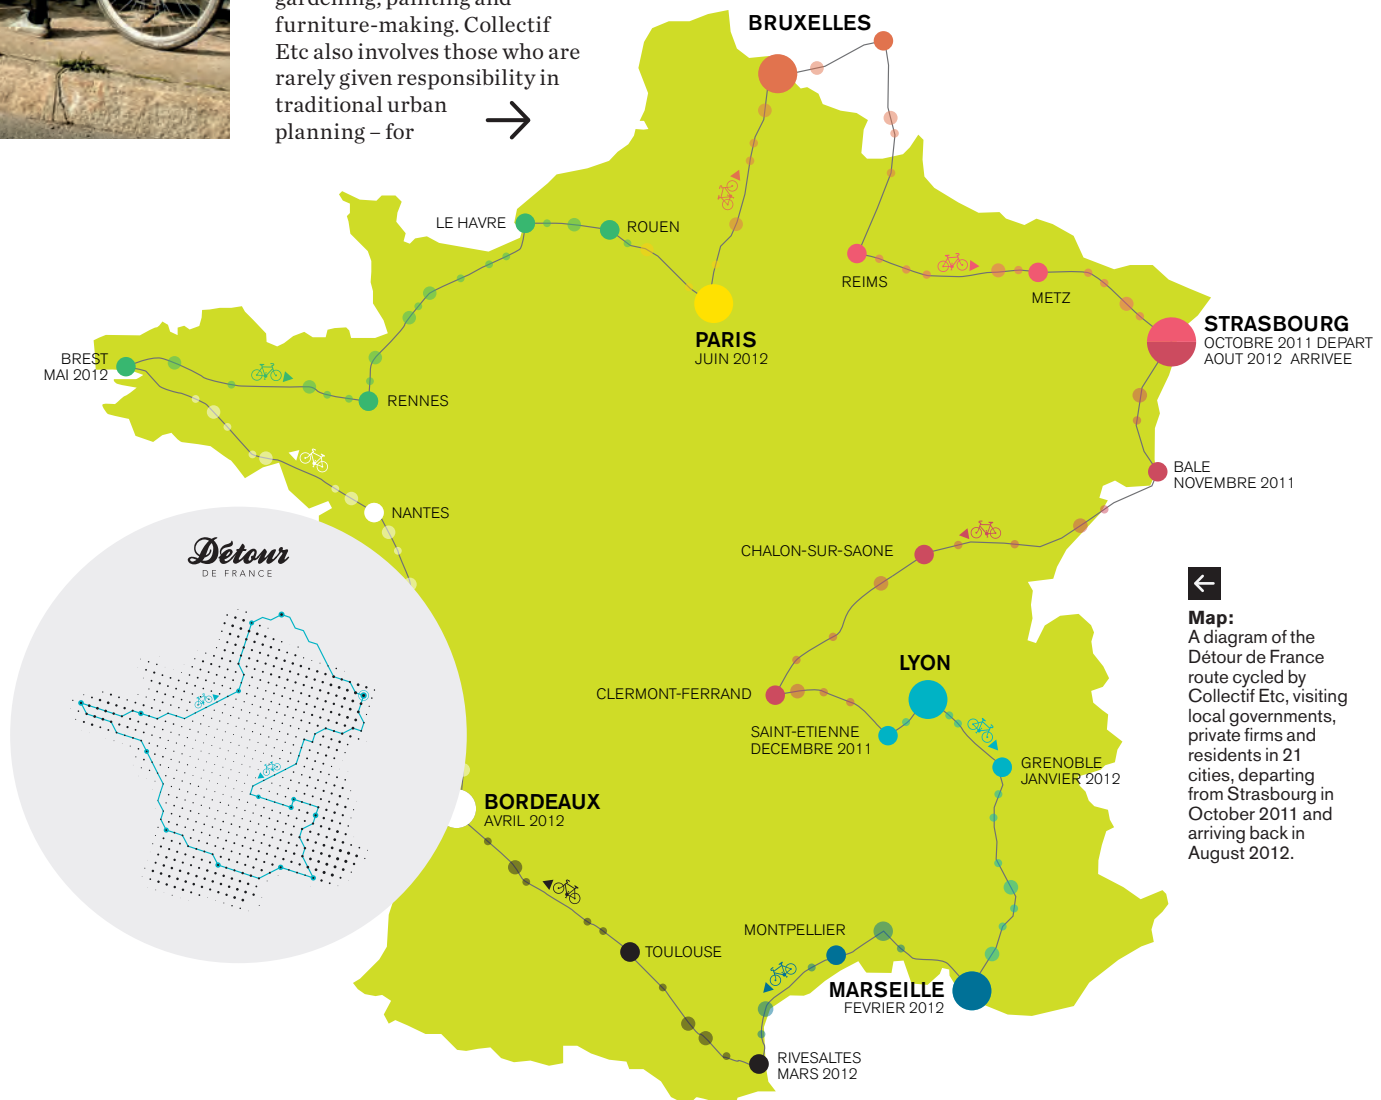 gardening, painting and
furniture-making. Collectif
Etc also involves those who are
rarely given responsibility in
traditional urban
planning – for
BRUXELLES
LE HAVRE
ROUEN
PARIS
JUIN 2012
REIMS
METZ
STRASBOURG
OCTOBRE 2011 DEPART
AOUT 2012 ARRIVEE
BREST
MAI 2012
RENNES
BALE
NOVEMBRE 2011
NANTES
CHALON-SUR-SAONE
Détour
DE FRANCE
CLERMONT-FERRAND
LYON
SAINT-ETIENNE
DECEMBRE 2011
GRENOBLE
JANVIER 2012
BORDEAUX
AVRIL 2012
TOULOUSE
MONTPELLIER
MARSEILLE
FEVRIER 2012
RIVESALTES
MARS 2012
Map:
A diagram of the
Détour de France
route cycled by
Collectif Etc, visiting
local governments,
private firms and
residents in 21
cities, departing
from Strasbourg in
October 2011 and
arriving back in
August 2012.